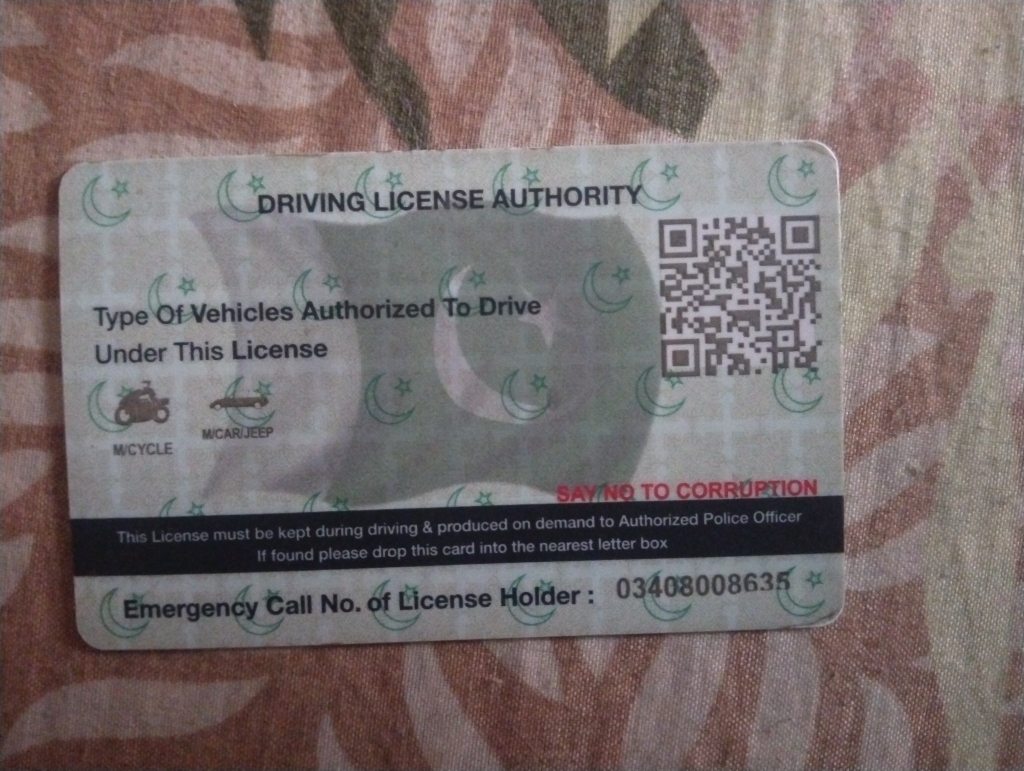 DRIVING LICENSE AUTHORITY
Type Of Vehicles Authorized To Drive
Under This License
M/CYCLE
M/CAR/JEEP
SAY NO TO CORRUPTION
This License must be kept during driving & produced on demand to Authorized Police Officer
If found please drop this card into the nearest letter box
Emergency Call No. of License Holder : 03408008635